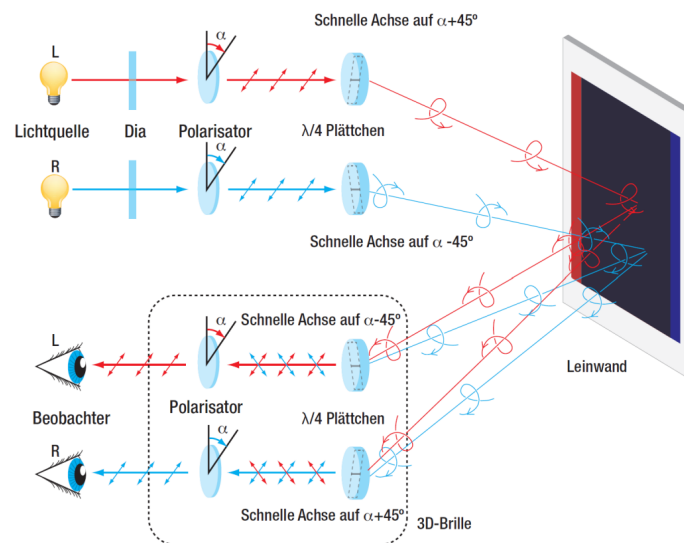 Schnelle Achse auf α+45º
L
α
Lichtquelle
Dia
Polarisator
λ/4 Plättchen
R
α
Schnelle Achse auf α -45º
Schnelle Achse auf α-45º
L
α
Leinwand
Beobachter
Polarisator
λ/4 Plättchen
R
α
Schnelle Achse auf α+45º
3D-Brille